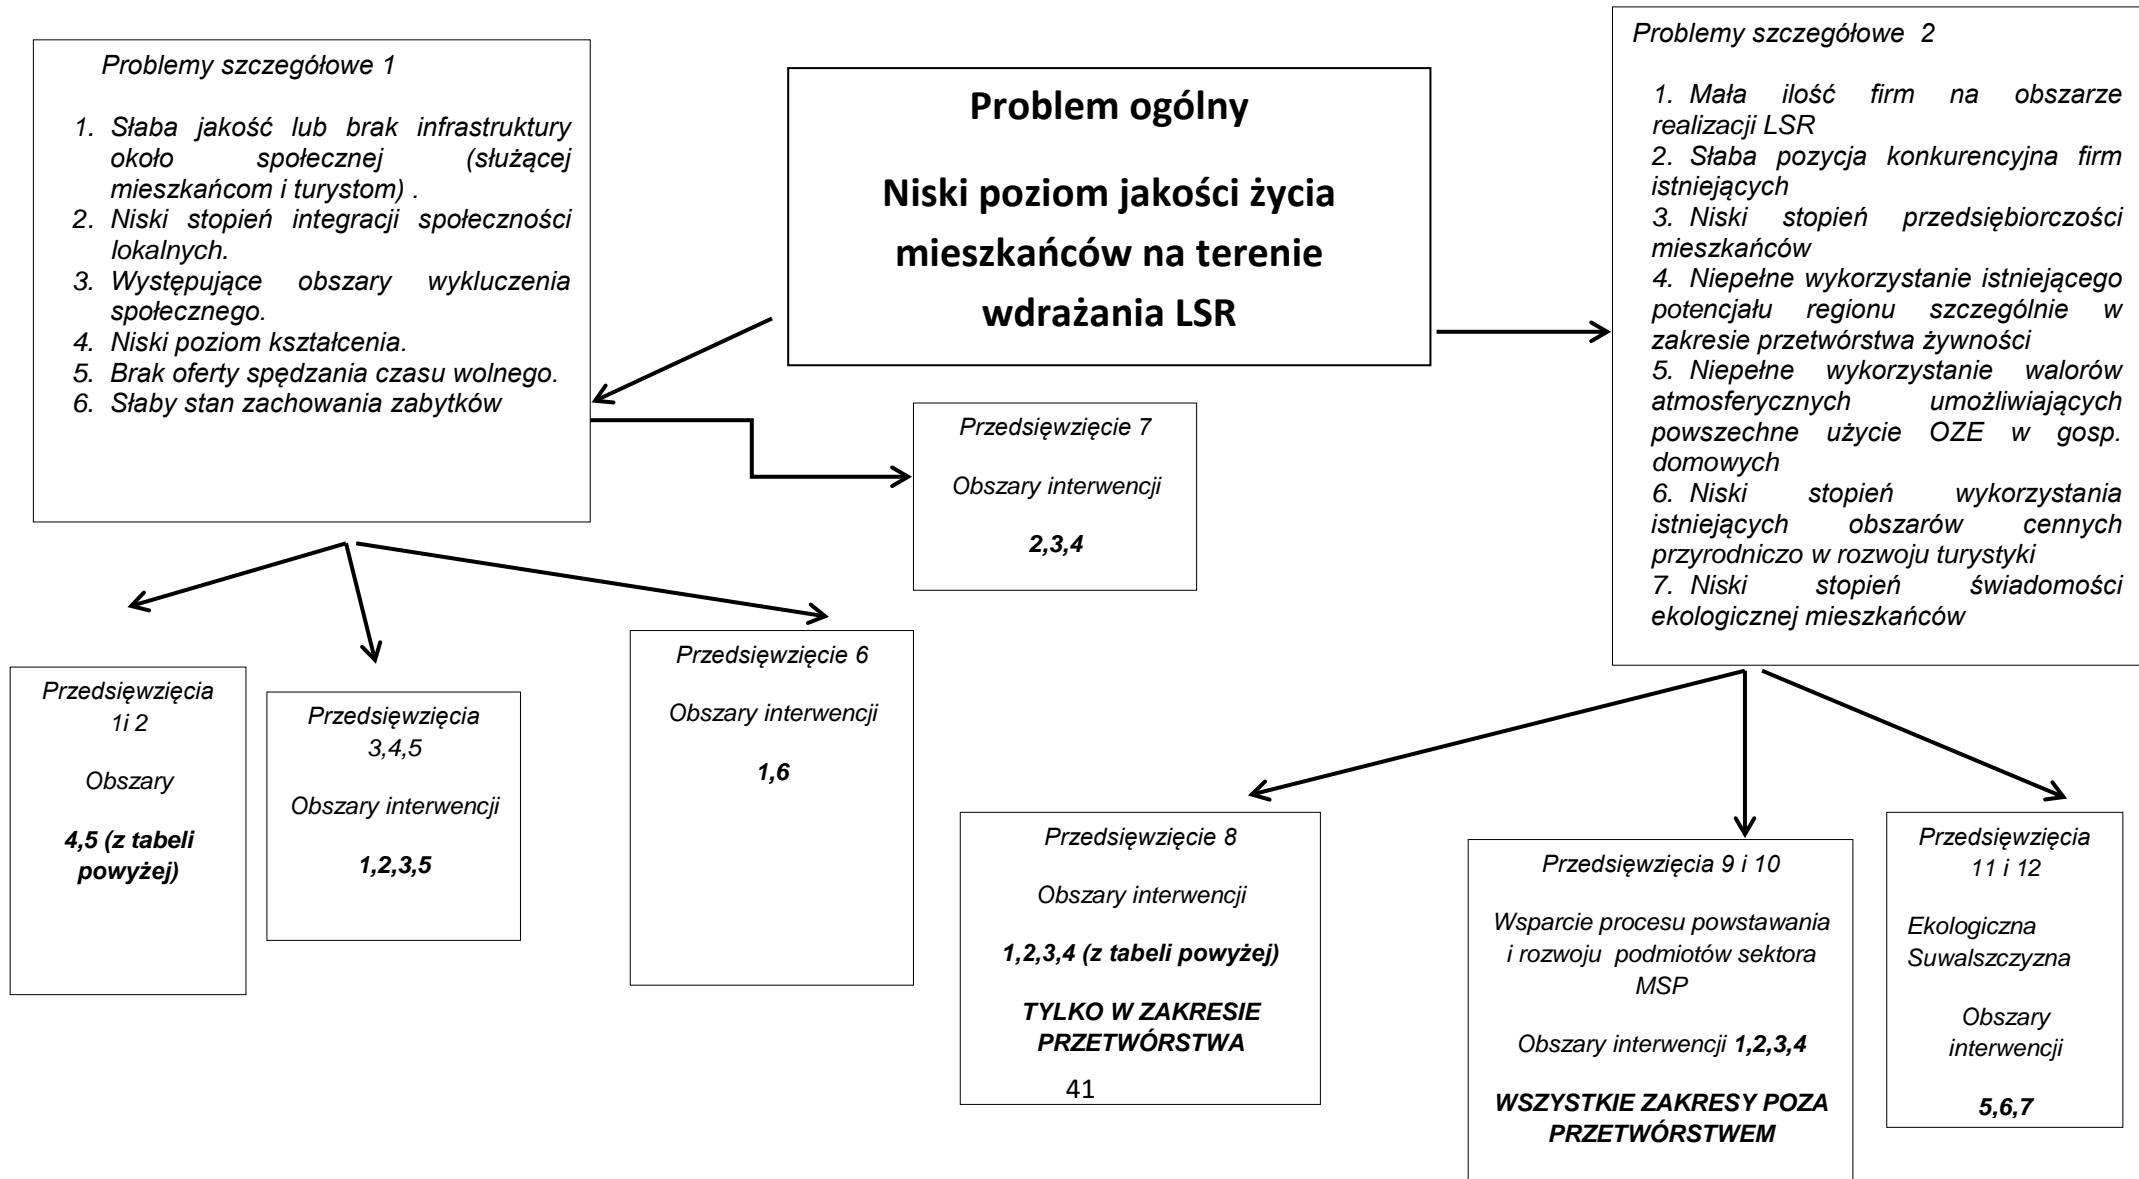 Problemy szczegółowe 1
1. Słaba jakość lub brak infrastruktury
około społecznej (służącej
mieszkańcom i turystom) .
2. Niski stopień integracji społeczności
lokalnych.
3. Występujące obszary wykluczenia
społecznego.
4. Niski poziom kształcenia.
5. Brak oferty spędzania czasu wolnego.
6. Słaby stan zachowania zabytków
Problem ogólny
Niski poziom jakości życia
mieszkańców na terenie
wdrażania LSR
Problemy szczegółowe 2
1. Mała ilość firm na obszarze
realizacji LSR
2. Słaba pozycja konkurencyjna firm
istniejących
3. Niski stopień przedsiębiorczości
mieszkańców
4. Niepełne wykorzystanie istniejącego
potencjału regionu szczególnie w
zakresie przetwórstwa żywności
5. Niepełne wykorzystanie walorów
atmosferycznych umożliwiających
powszechne użycie OZE w gosp.
domowych
6. Niski stopień wykorzystania
istniejących obszarów cennych
przyrodniczo w rozwoju turystyki
7. Niski stopień świadomości
ekologicznej mieszkańców
Przedsięwzięcie 7
Obszary interwencji
2,3,4
Przedsięwzięcia
1i 2
Obszary
4,5 (z tabeli
powyżej)
Przedsięwzięcia
3,4,5
Obszary interwencji
1,2,3,5
Przedsięwzięcie 6
Obszary interwencji
1,6
Przedsięwzięcie 8
Obszary interwencji
1,2,3,4 (z tabeli powyżej)
TYLKO W ZAKRESIE
PRZETWÓRSTWA
41
Przedsięwzięcia 9 i 10
Wsparcie procesu powstawania
i rozwoju podmiotów sektora
MSP
Obszary interwencji 1,2,3,4
WSZYSTKIE ZAKRESY POZA
PRZETWÓRSTWEM
Przedsięwzięcia
11 i 12
Ekologiczna
Suwalszczyzna
Obszary
interwencji
5,6,7